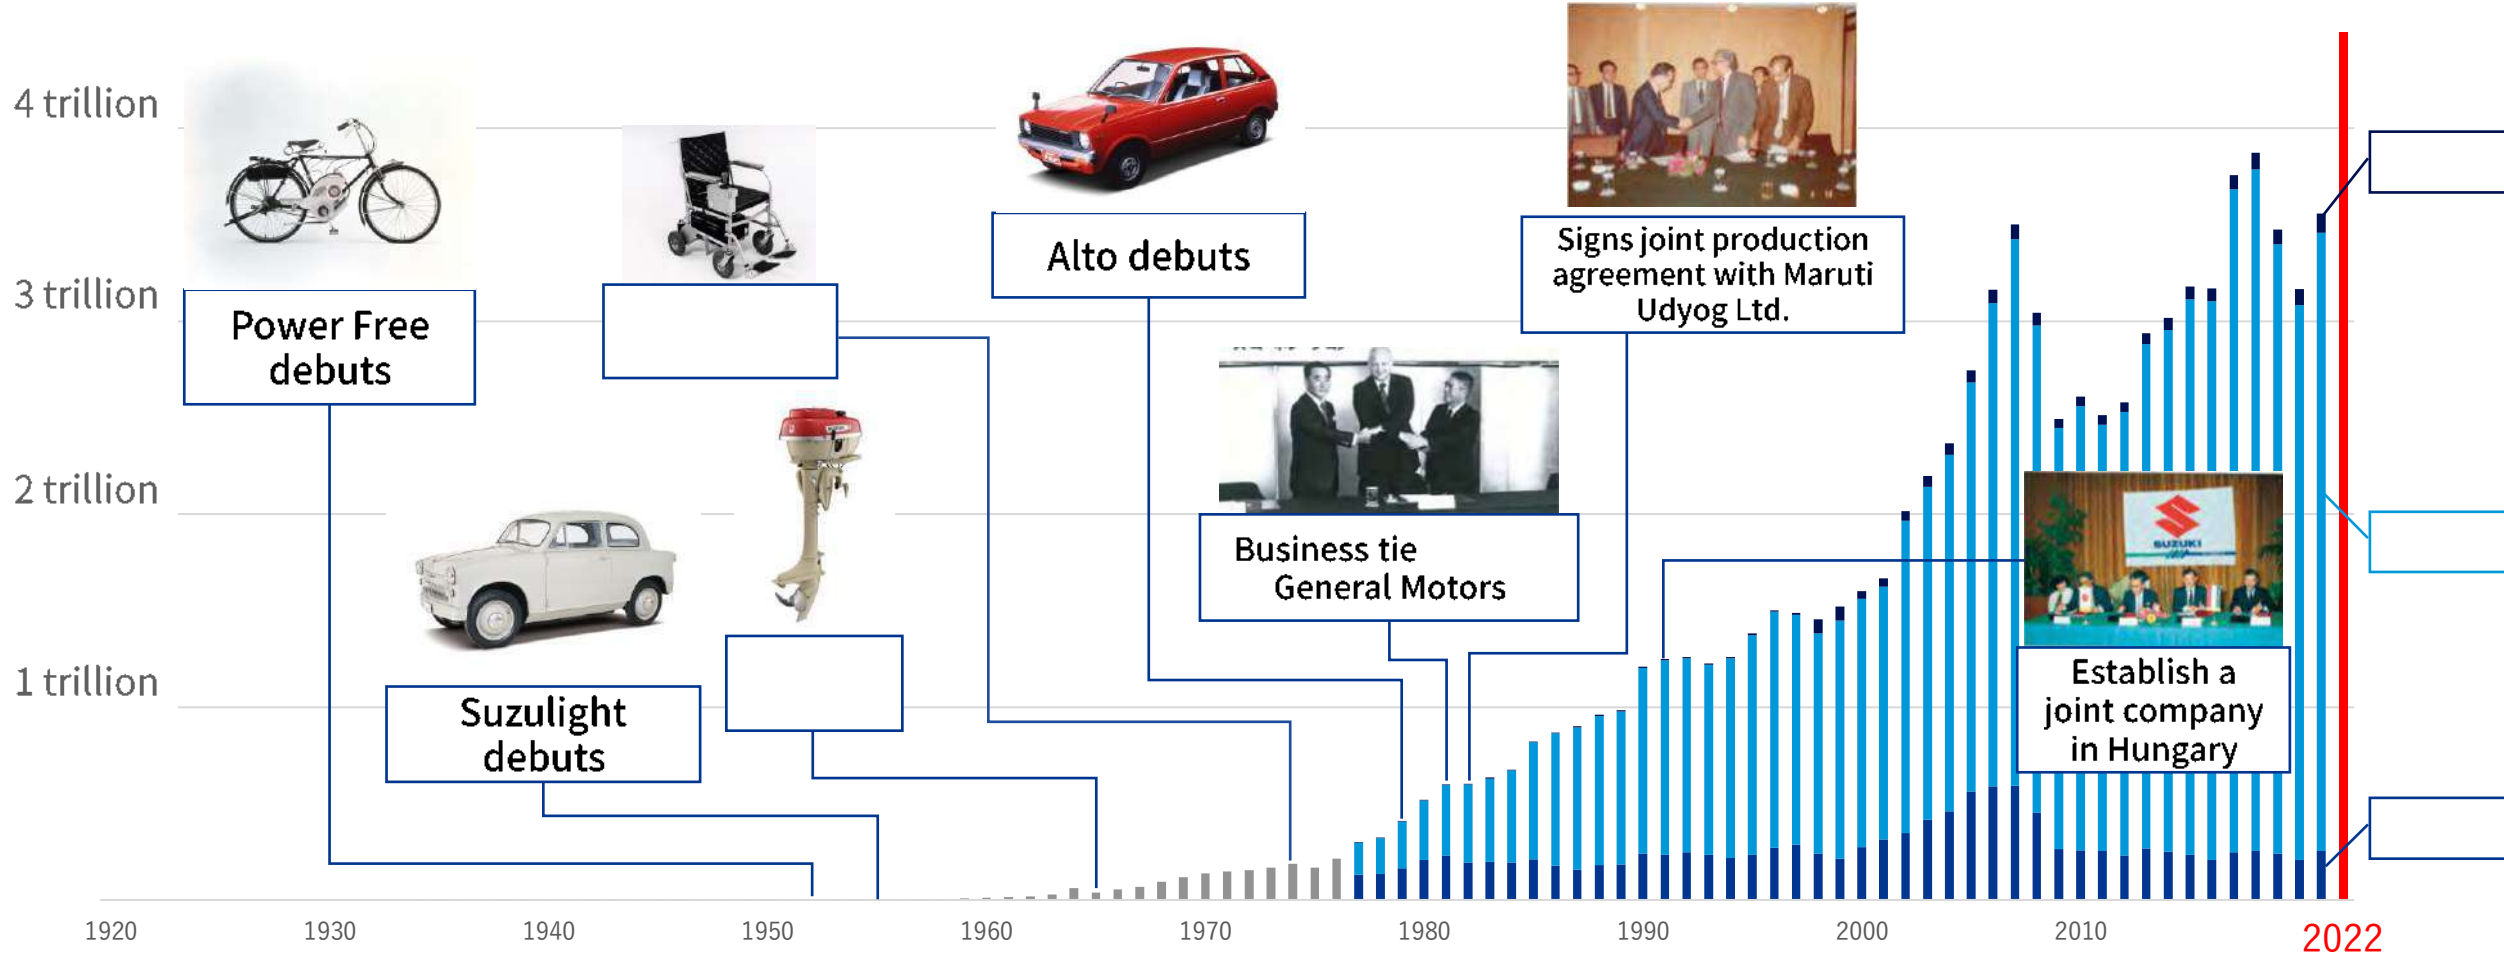 4 trillion
3 trillion
2 trillion
1 trillion
Power Free
debuts
Suzulight
debuts
Alto debuts
Business tie
General Motors
Signs joint production
agreement with Maruti
Udyog Ltd.
SUZUKI
Establish a
joint company
in Hungary
1920
1930
1940
1950
1960
1970
1980
1990
2000
2010
2022